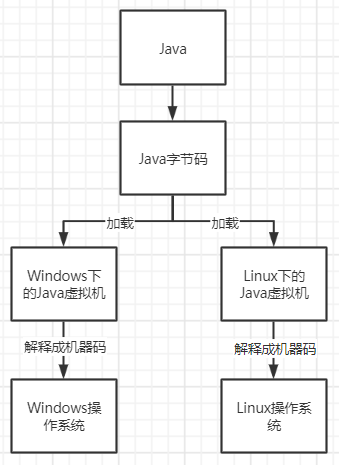 Java
Java字节码
加载
加载
Windows下
的Java虚拟机
Linux下的
Java虚拟机
解释成机器码
解释成机器码
Windows操
作系统
Linux操作系
统